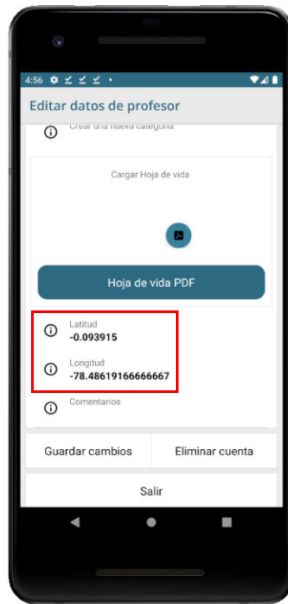 4:56
Editar datos de profesor
Crear una nueva categoría
Cargar Hoja de vida
Hoja de vida PDF
Latitud
-0.093915
Longitud
-78.48619166666667
Comentarios
Guardar cambios
Eliminar cuenta
Salir